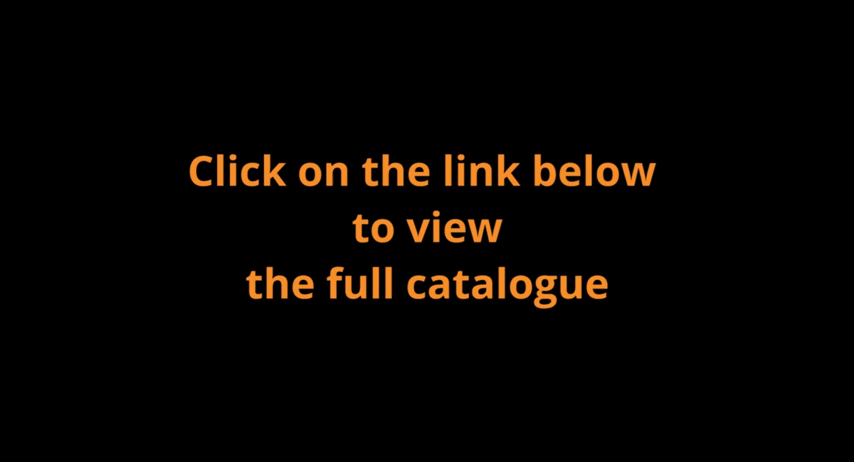 Click on the link below
to view
the full catalogue